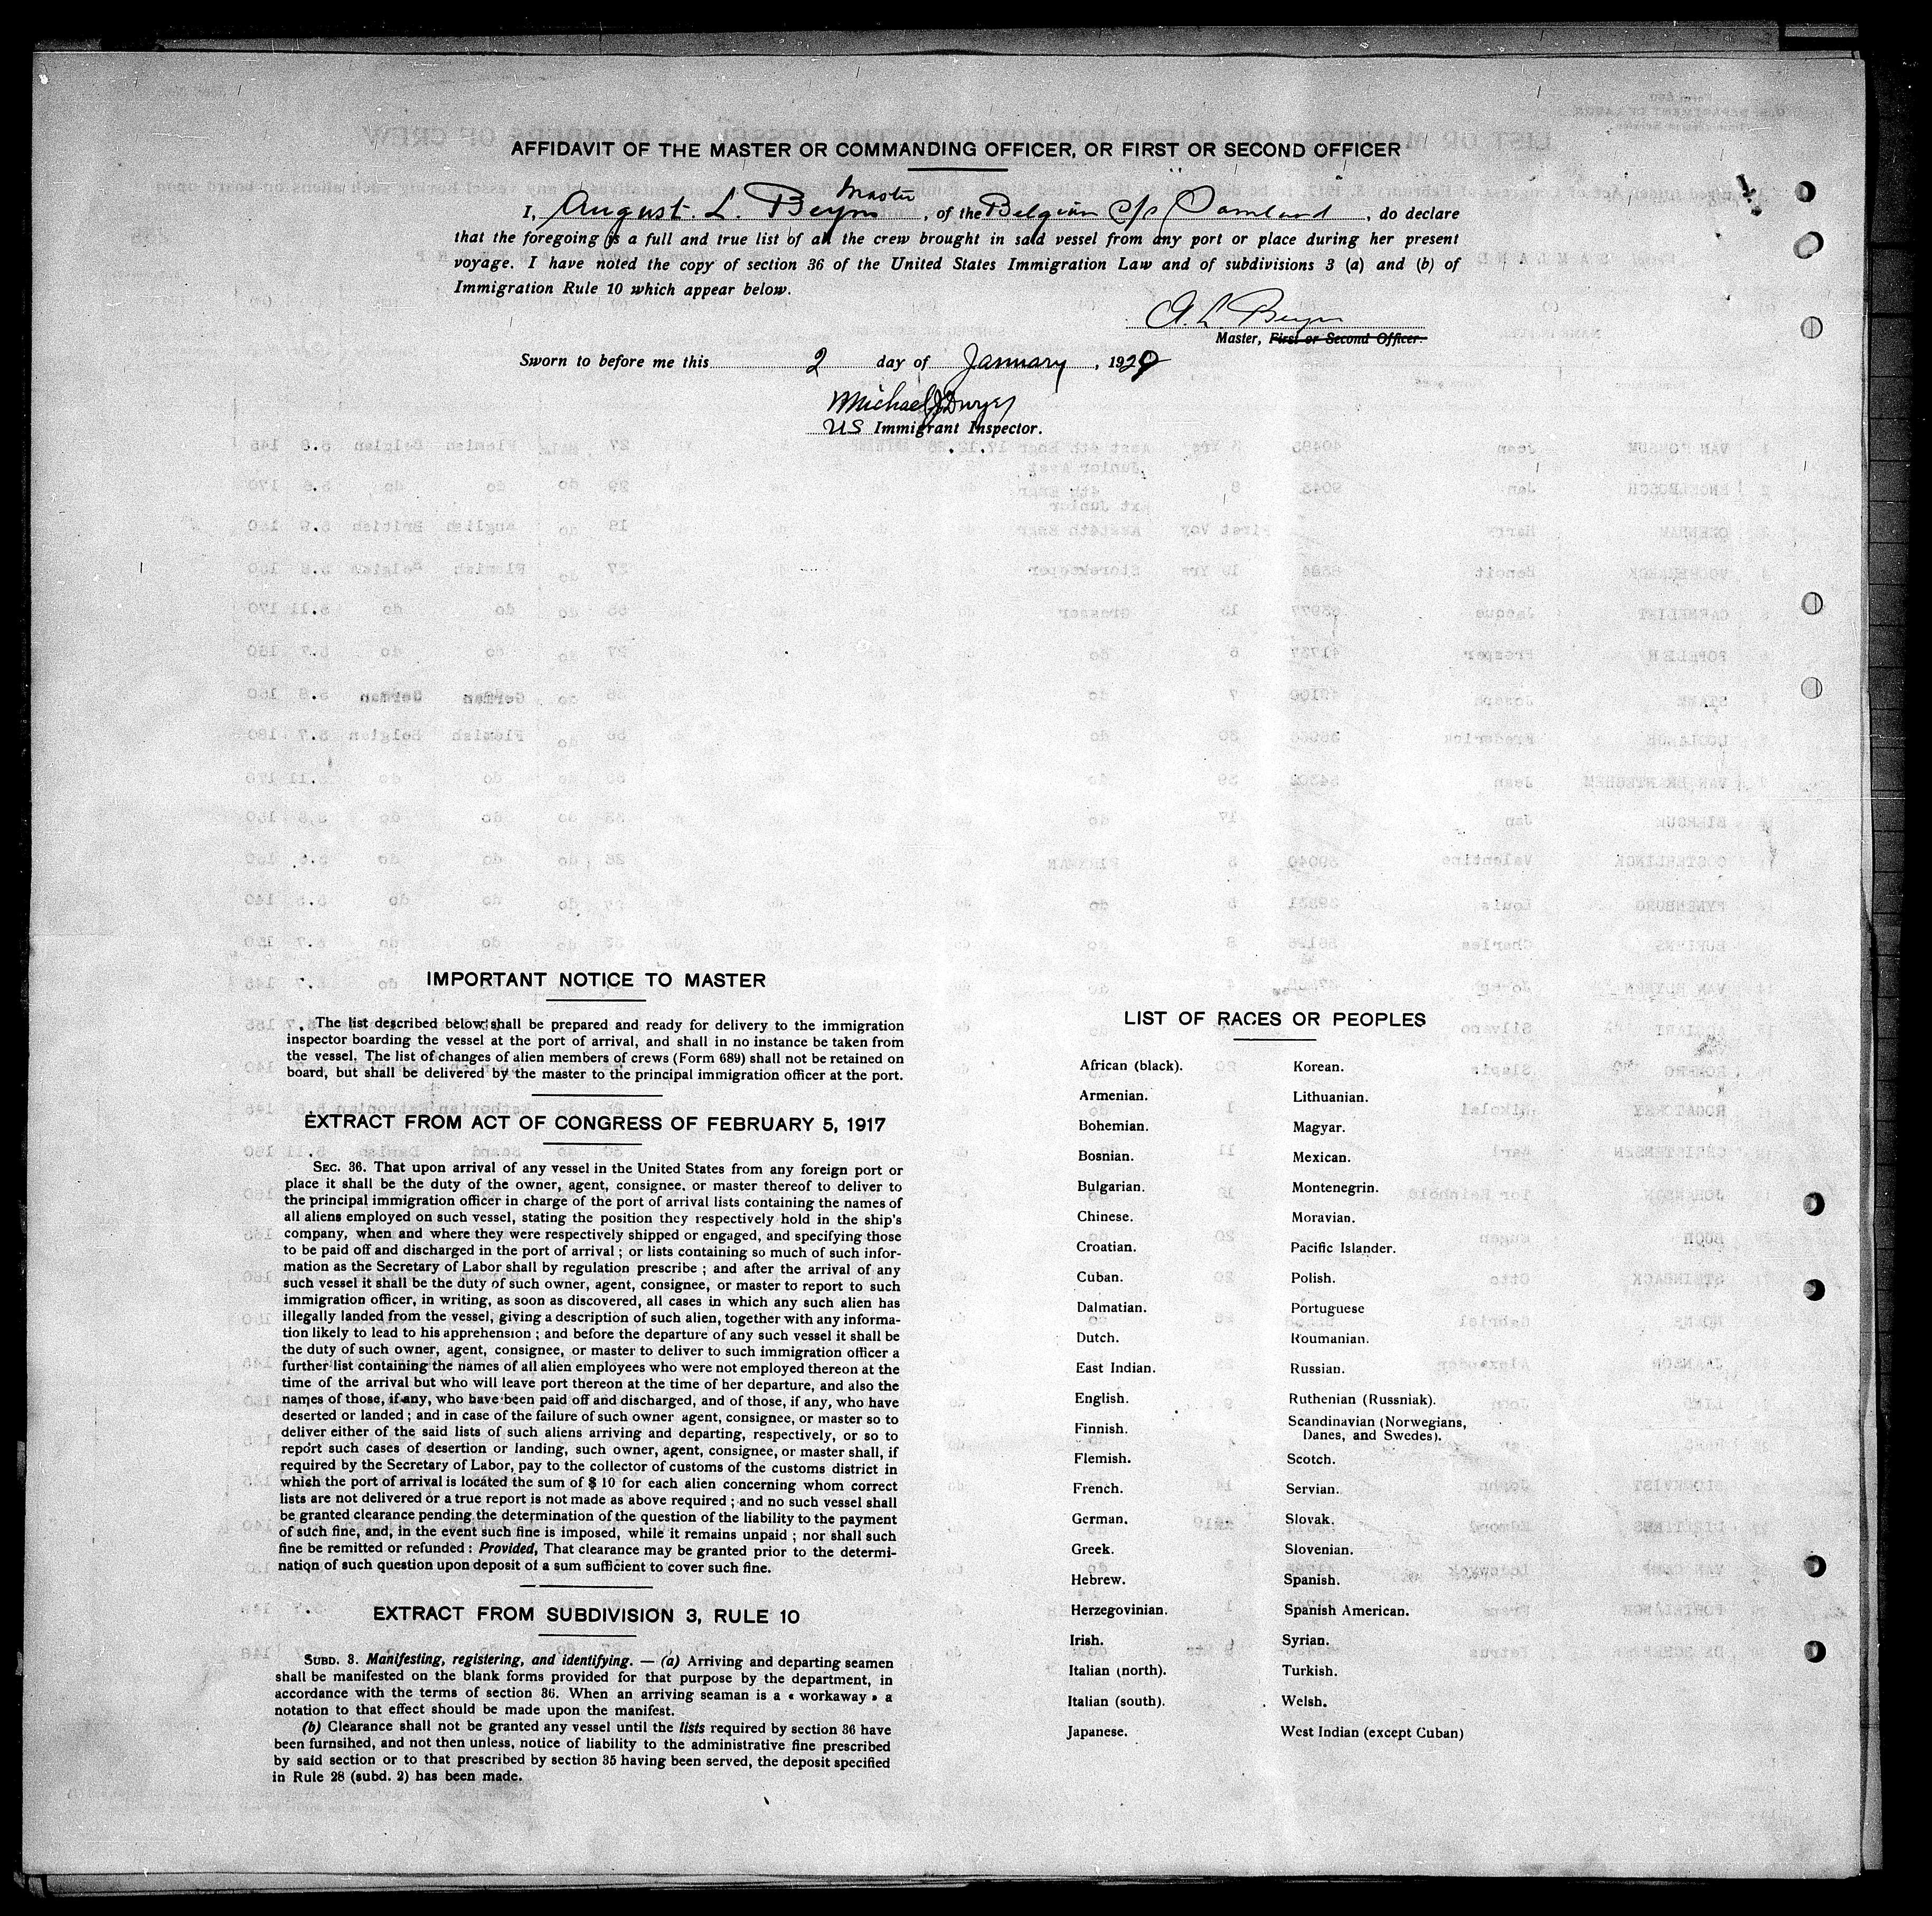 AFFIDAVIT OF THE MASTER OR COMMANDING OFFICER, OR FIRST OR SECOND OFFICER
Master
I, August. L. Beyn, of the Belgian s/s Samland, do declare
that the foregoing is a full and true list of all the crew brought in said vessel from any port or place during her present
voyage. I have noted the copy of section 36 of the United States Immigration Law and of subdivisions 3 (a) and (b) of
Immigration Rule 10 which appear below.
A. L. Beyn
Master, First or Second Officer.
Sworn to before me this 2 day of January, 1929
Michael J Dwyer
US Immigrant Inspector.
IMPORTANT NOTICE TO MASTER
The list described below shall be prepared and ready for delivery to the immigration
inspector boarding the vessel at the port of arrival, and shall in no instance be taken from
the vessel. The list of changes of alien members of crews (Form 689) shall not be retained on
board, but shall be delivered by the master to the principal immigration officer at the port.
EXTRACT FROM ACT OF CONGRESS OF FEBRUARY 5, 1917
SEC. 36. That upon arrival of any vessel in the United States from any foreign port or
place it shall be the duty of the owner, agent, consignee, or master thereof to deliver to
the principal immigration officer in charge of the port of arrival lists containing the names of
all aliens employed on such vessel, stating the position they respectively hold in the ship's
company, when and where they were respectively shipped or engaged, and specifying those
to be paid off and discharged in the port of arrival ; or lists containing so much of such infor-
mation as the Secretary of Labor shall by regulation prescribe ; and after the arrival of any
such vessel it shall be the duty of such owner, agent, consignee, or master to report to such
immigration officer, in writing, as soon as discovered, all cases in which any such alien has
illegally landed from the vessel, giving a description of such alien, together with any informa-
tion likely to lead to his apprehension ; and before the departure of any such vessel it shall be
the duty of such owner, agent, consignee, or master to deliver to such immigration officer a
further list containing the names of all alien employees who were not employed thereon at the
time of the arrival but who will leave port thereon at the time of her departure, and also the
names of those, if any, who have been paid off and discharged, and of those, if any, who have
deserted or landed ; and in case of the failure of such owner agent, consignee, or master so to
deliver either of the said lists of such aliens arriving and departing, respectively, or so to
report such cases of desertion or landing, such owner, agent, consignee, or master shall, if
required by the Secretary of Labor, pay to the collector of customs of the customs district in
which the port of arrival is located the sum of $ 10 for each alien concerning whom correct
lists are not delivered or a true report is not made as above required ; and no such vessel shall
be granted clearance pending the determination of the question of the liability to the payment
of such fine, and, in the event such fine is imposed, while it remains unpaid ; nor shall such
fine be remitted or refunded : Provided, That clearance may be granted prior to the determi-
nation of such question upon deposit of a sum sufficient to cover such fine.
EXTRACT FROM SUBDIVISION 3, RULE 10
SUBD. 3. Manifesting, registering, and identifying. — (a) Arriving and departing seamen
shall be manifested on the blank forms provided for that purpose by the department, in
accordance with the terms of section 36. When an arriving seaman is a « workaway » a
notation to that effect should be made upon the manifest.
(b) Clearance shall not be granted any vessel until the lists required by section 36 have
been furnsihed, and not then unless, notice of liability to the administrative fine prescribed
by said section or to that prescribed by section 35 having been served, the deposit specified
in Rule 28 (subd. 2) has been made.
LIST OF RACES OR PEOPLES
African (black).
Armenian.
Bohemian.
Bosnian.
Bulgarian.
Chinese.
Croatian.
Cuban.
Dalmatian.
Dutch.
East Indian.
English.
Finnish.
Flemish.
French.
German.
Greek.
Hebrew.
Herzegovinian.
Irish.
Italian (north).
Italian (south).
Japanese.
Korean.
Lithuanian.
Magyar.
Mexican.
Montenegrin.
Moravian.
Pacific Islander.
Polish.
Portuguese
Roumanian.
Russian.
Ruthenian (Russniak).
Scandinavian (Norwegians,
Danes, and Swedes).
Scotch.
Servian.
Slovak.
Slovenian.
Spanish.
Spanish American.
Syrian.
Turkish.
Welsh.
West Indian (except Cuban)